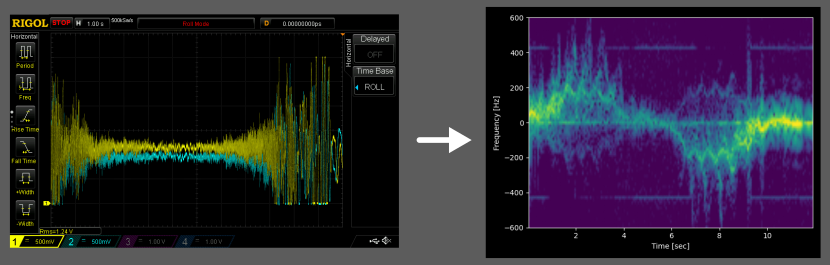 RIGOL STOP H 1.00 s 500kSa/s Roll Mode D 0.00000000ps
Horizontal
Period
Freq
Rise Time
Fall Time
+Width
-Width
Horizontal
Delayed
OFF
Time Base
ROLL
1
Rms=1.24 V
1 = 500mV 2 = 500mV 3 = 1.00 V 4 = 1.00 V
600
400
200
0
−200
−400
−600
Frequency [Hz]
2 4 6 8 10
Time [sec]